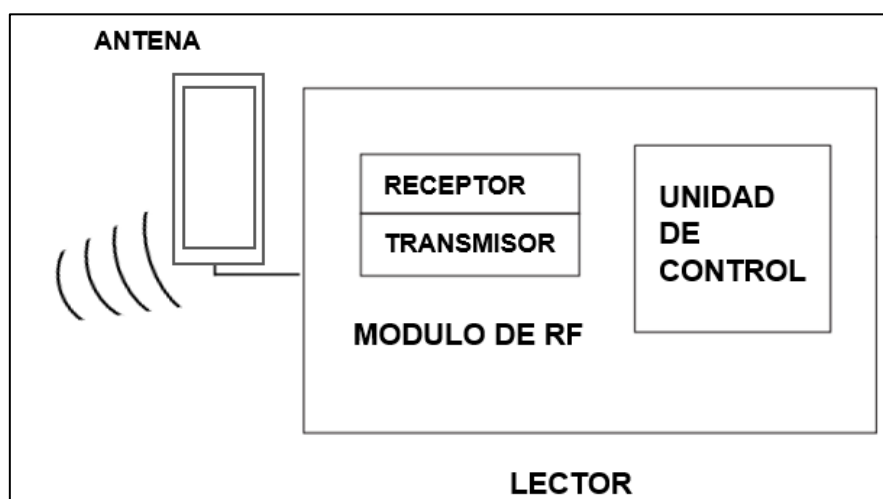 ANTENA
RECEPTOR
TRANSMISOR
MODULO DE RF
UNIDAD
DE
CONTROL
LECTOR